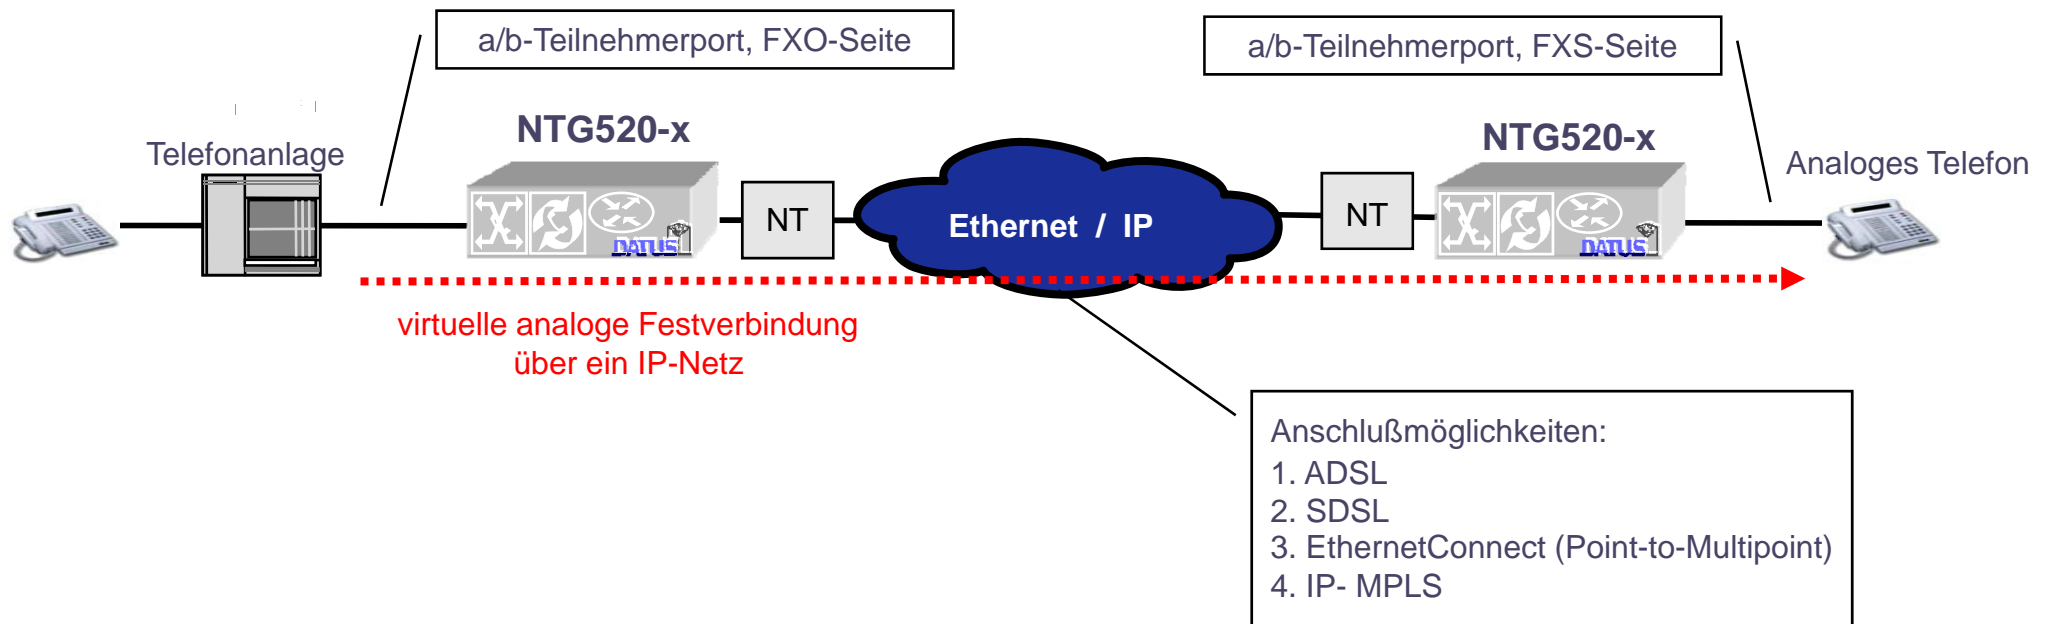 a/b-Teilnehmerport, FXO-Seite
a/b-Teilnehmerport, FXS-Seite
Telefonanlage
NTG520-x
NTG520-x
Analoges Telefon
DATUS
NT
Ethernet / IP
NT
DATUS
virtuelle analoge Festverbindung
über ein IP-Netz
Anschlußmöglichkeiten:
1. ADSL
2. SDSL
3. EthernetConnect (Point-to-Multipoint)
4. IP- MPLS